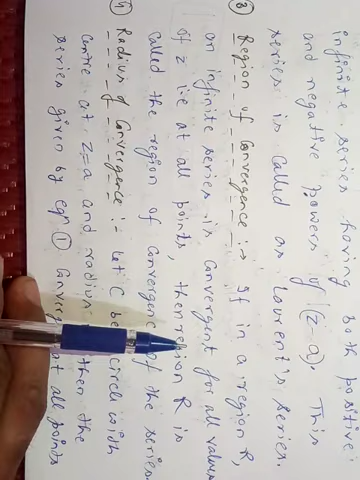 infinite series having both positive
and negative powers of (z-a). This
series is called as Laurent's series.
③ Region of Convergence :- If in a region R,
an infinite series is convergent for all values
of z i.e at all points, then region R is
called the region of convergence of the series.
④ Radius of Convergence :- Let C be circle with
centre at z=a and radius then the
series given by eqn ① at all points